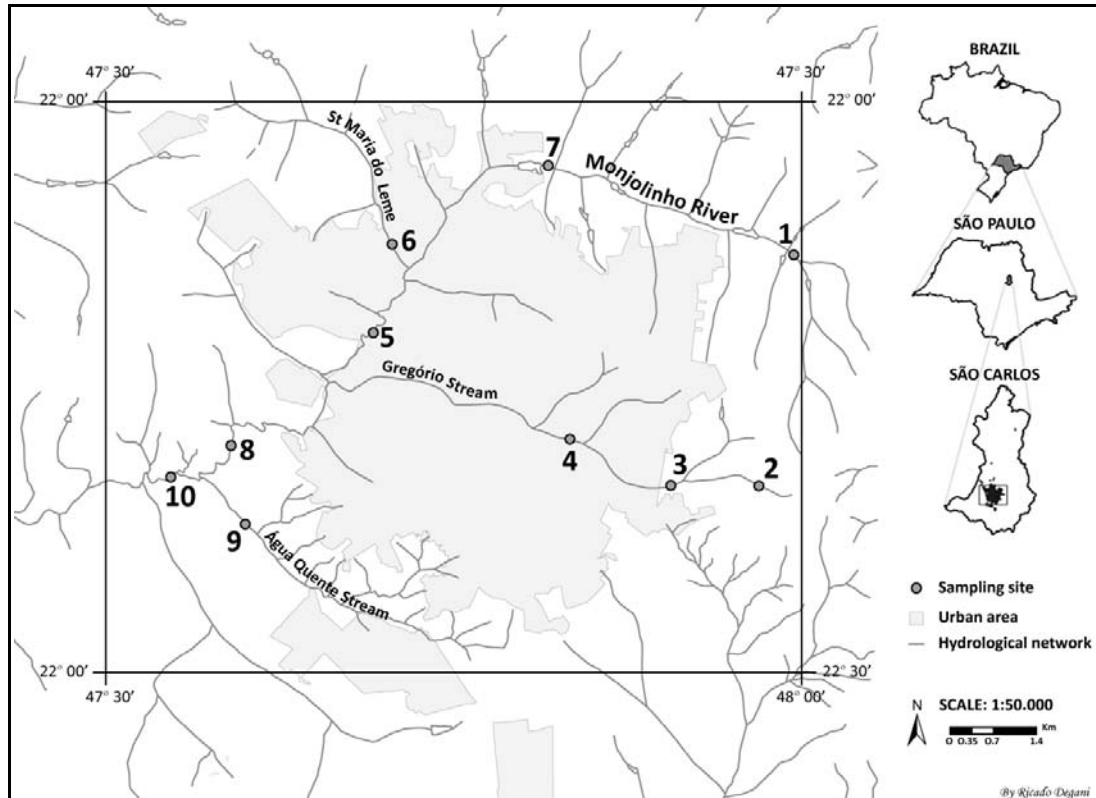 47° 30'
47° 30'
22° 00'
22° 00'
St Maria do Leme
7
Monjolinho River
1
6
5
Gregório Stream
4
3
2
8
10
9
Água Quente Stream
22° 00'
22° 30'
47° 30'
48° 00'
BRAZIL
SÃO PAULO
SÃO CARLOS
Sampling site
Urban area
Hydrological network
N
SCALE: 1:50.000
Km
0 0.35 0.7 1.4
By Ricado Degani